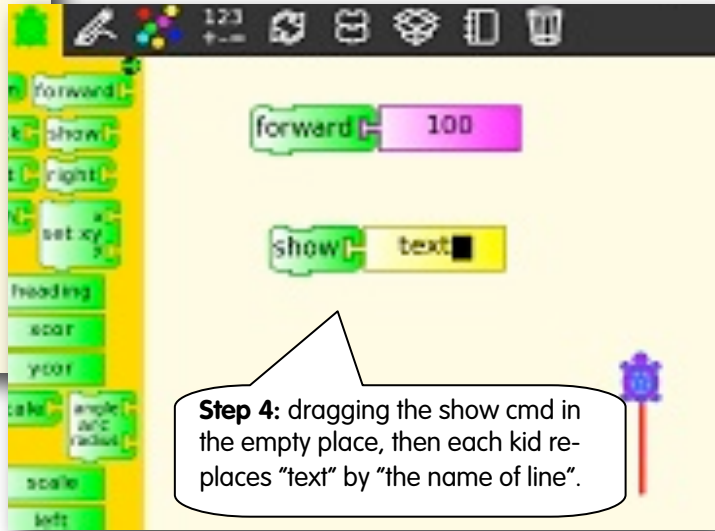 123
+-=
forward
forward 100
show
right
set xy
x
y
show text
heading
xcor
ycor
angle
arc
radius
scale
left
Step 4: dragging the show cmd in
the empty place, then each kid re-
places "text" by "the name of line".